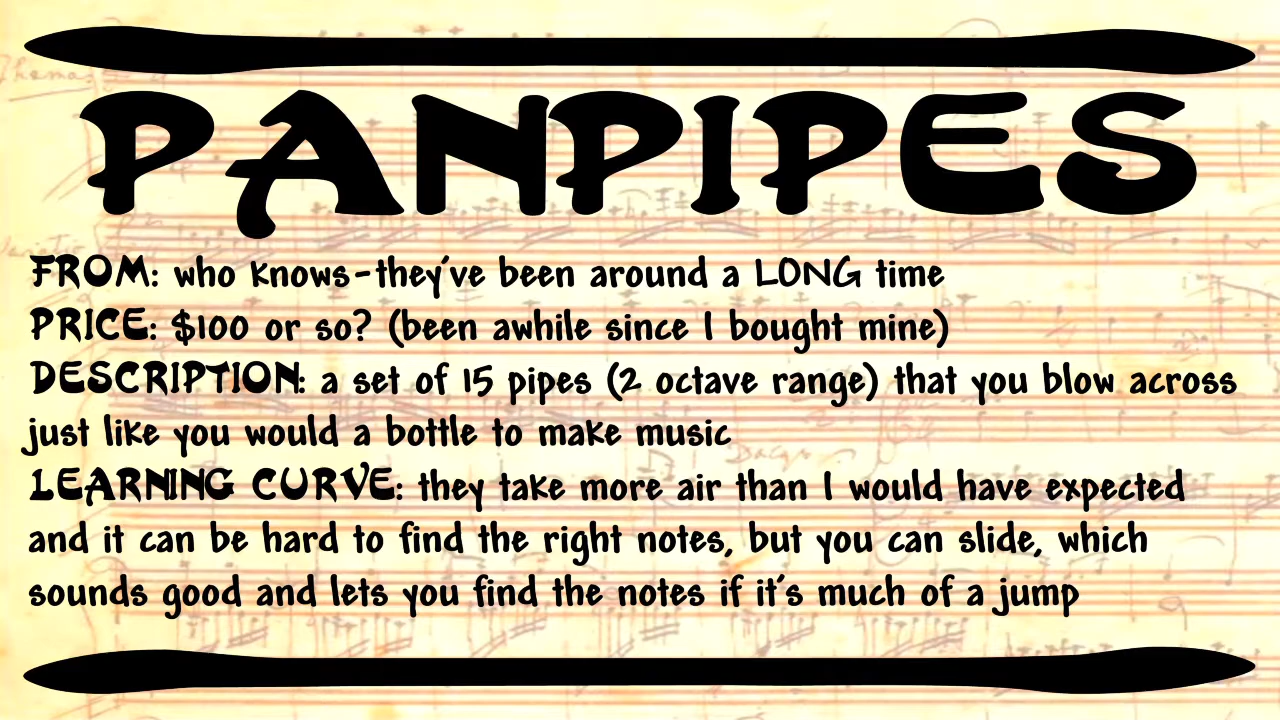 PANPIPES
FROM: who knows-they've been around a LONG time
PRICE: $100 or so? (been awhile since I bought mine)
DESCRIPTION: a set of 15 pipes (2 octave range) that you blow across
just like you would a bottle to make music
LEARNING CURVE: they take more air than I would have expected
and it can be hard to find the right notes, but you can slide, which
sounds good and lets you find the notes if it's much of a jump